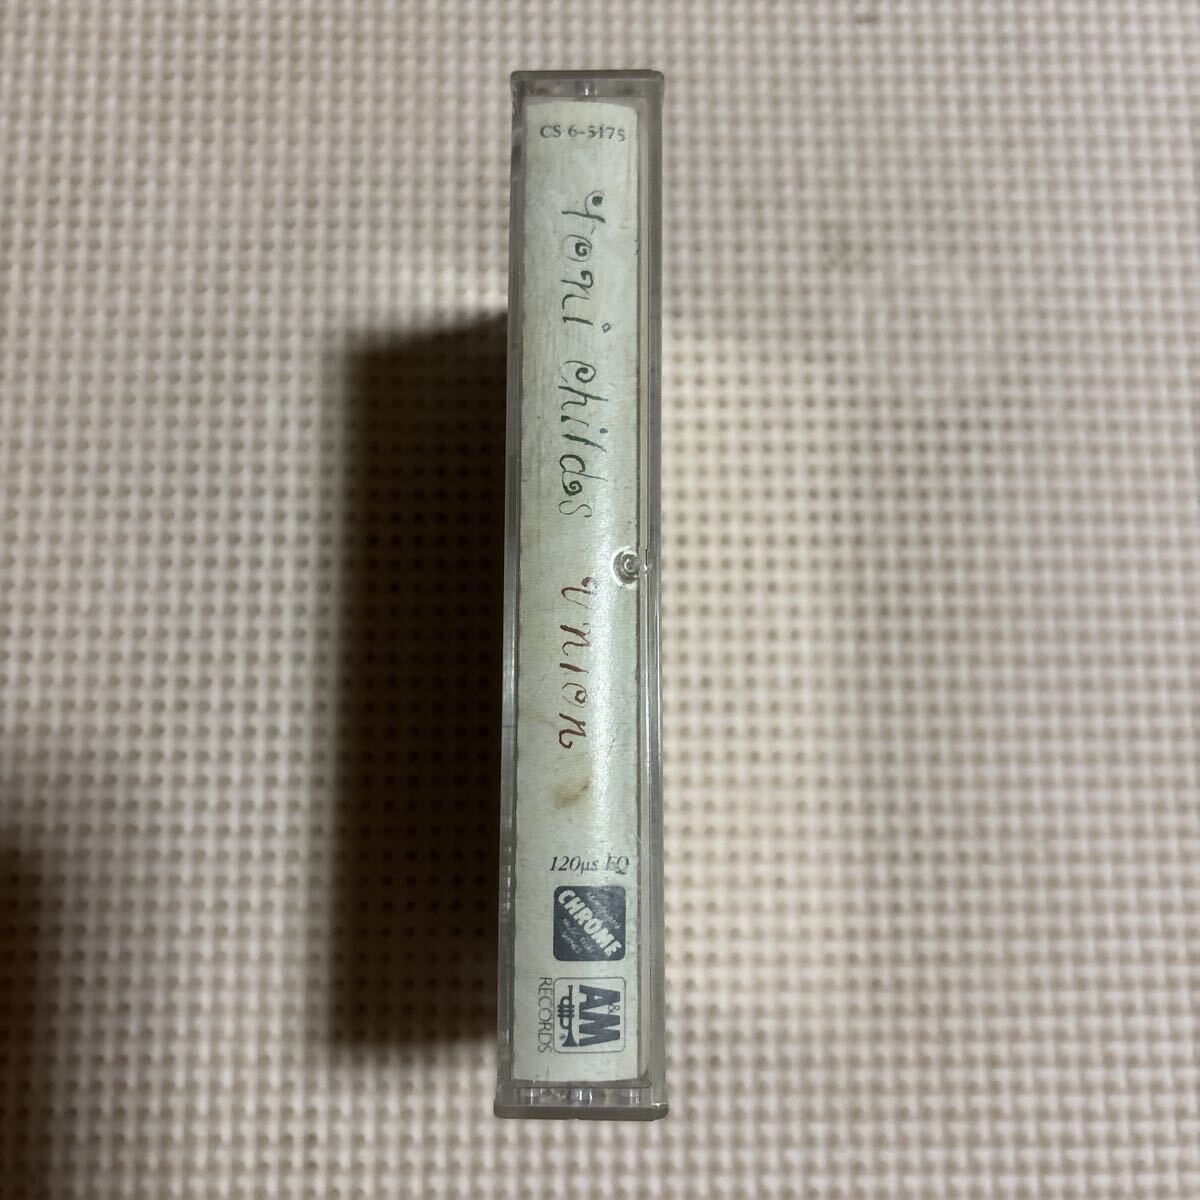 CS 6-5175
toni childs union
120µs EQ
CHROME
A&M
RECORDS